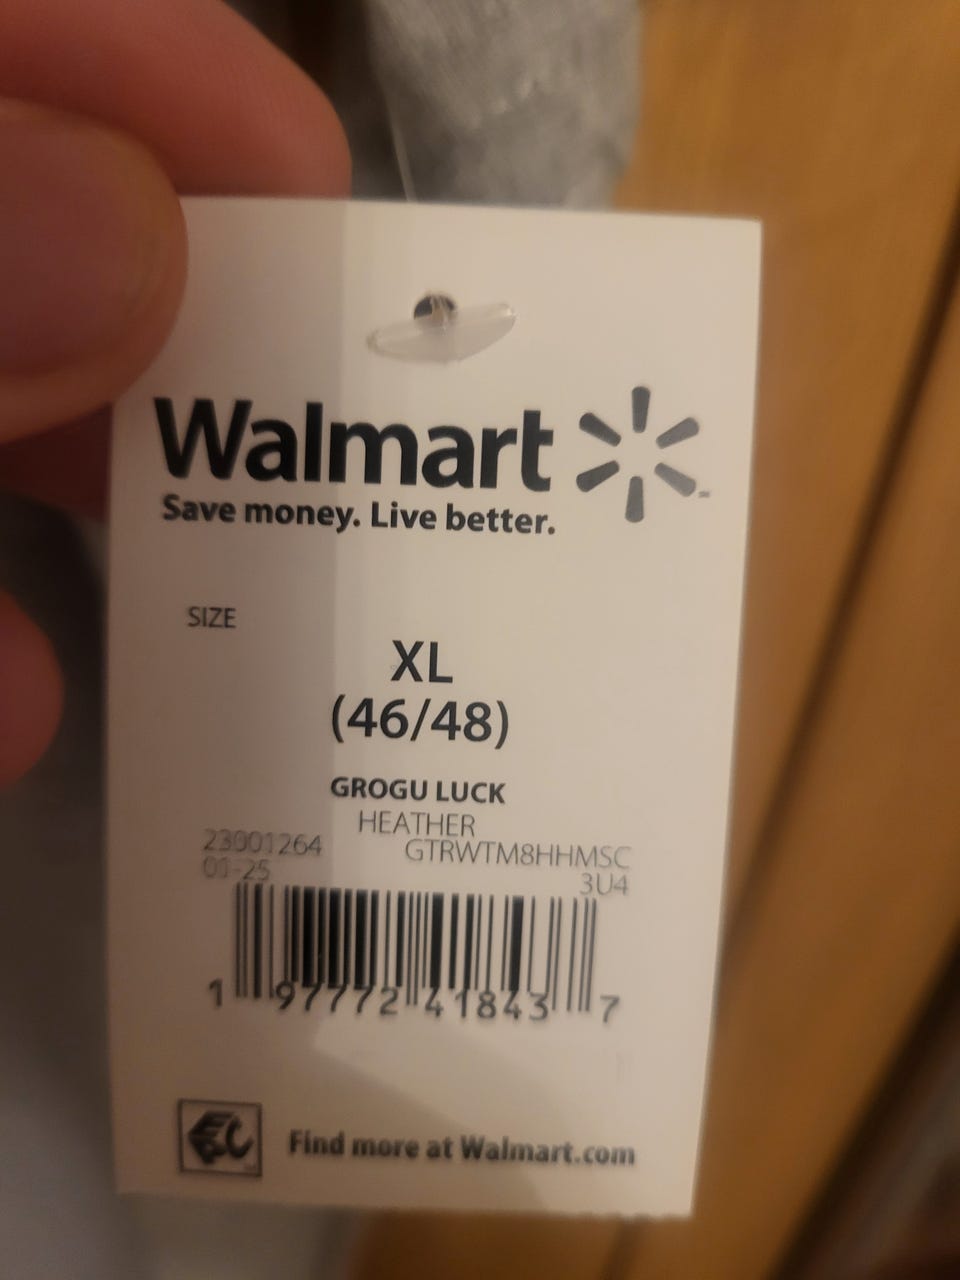 Walmart
Save money. Live better.
SIZE
XL
(46/48)
GROGU LUCK
HEATHER
23001264 GTRWTM8HHMSC
01-25 3U4
1 97772 41843 7
Find more at Walmart.com